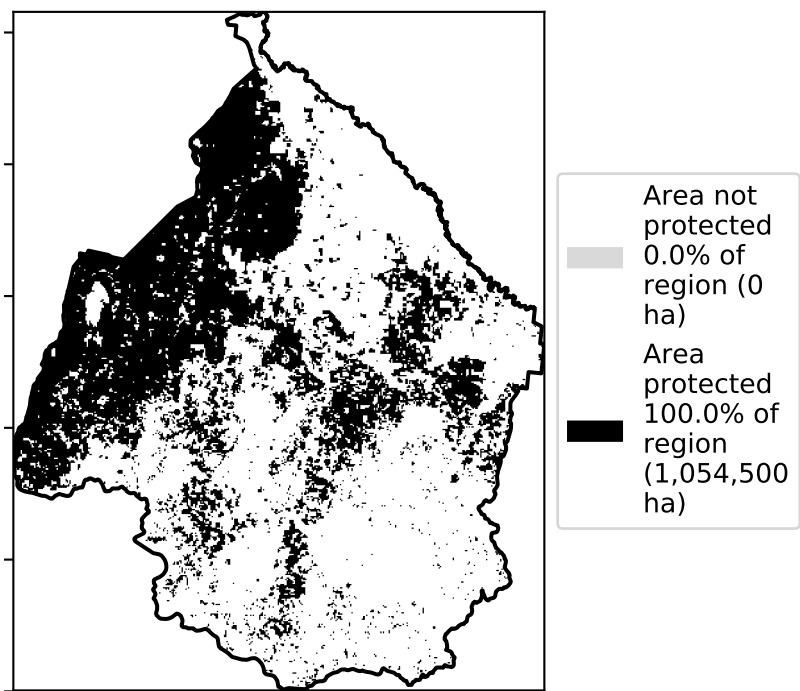 Area not
protected
0.0% of
region (0
ha)
Area
protected
100.0% of
region
(1,054,500
ha)